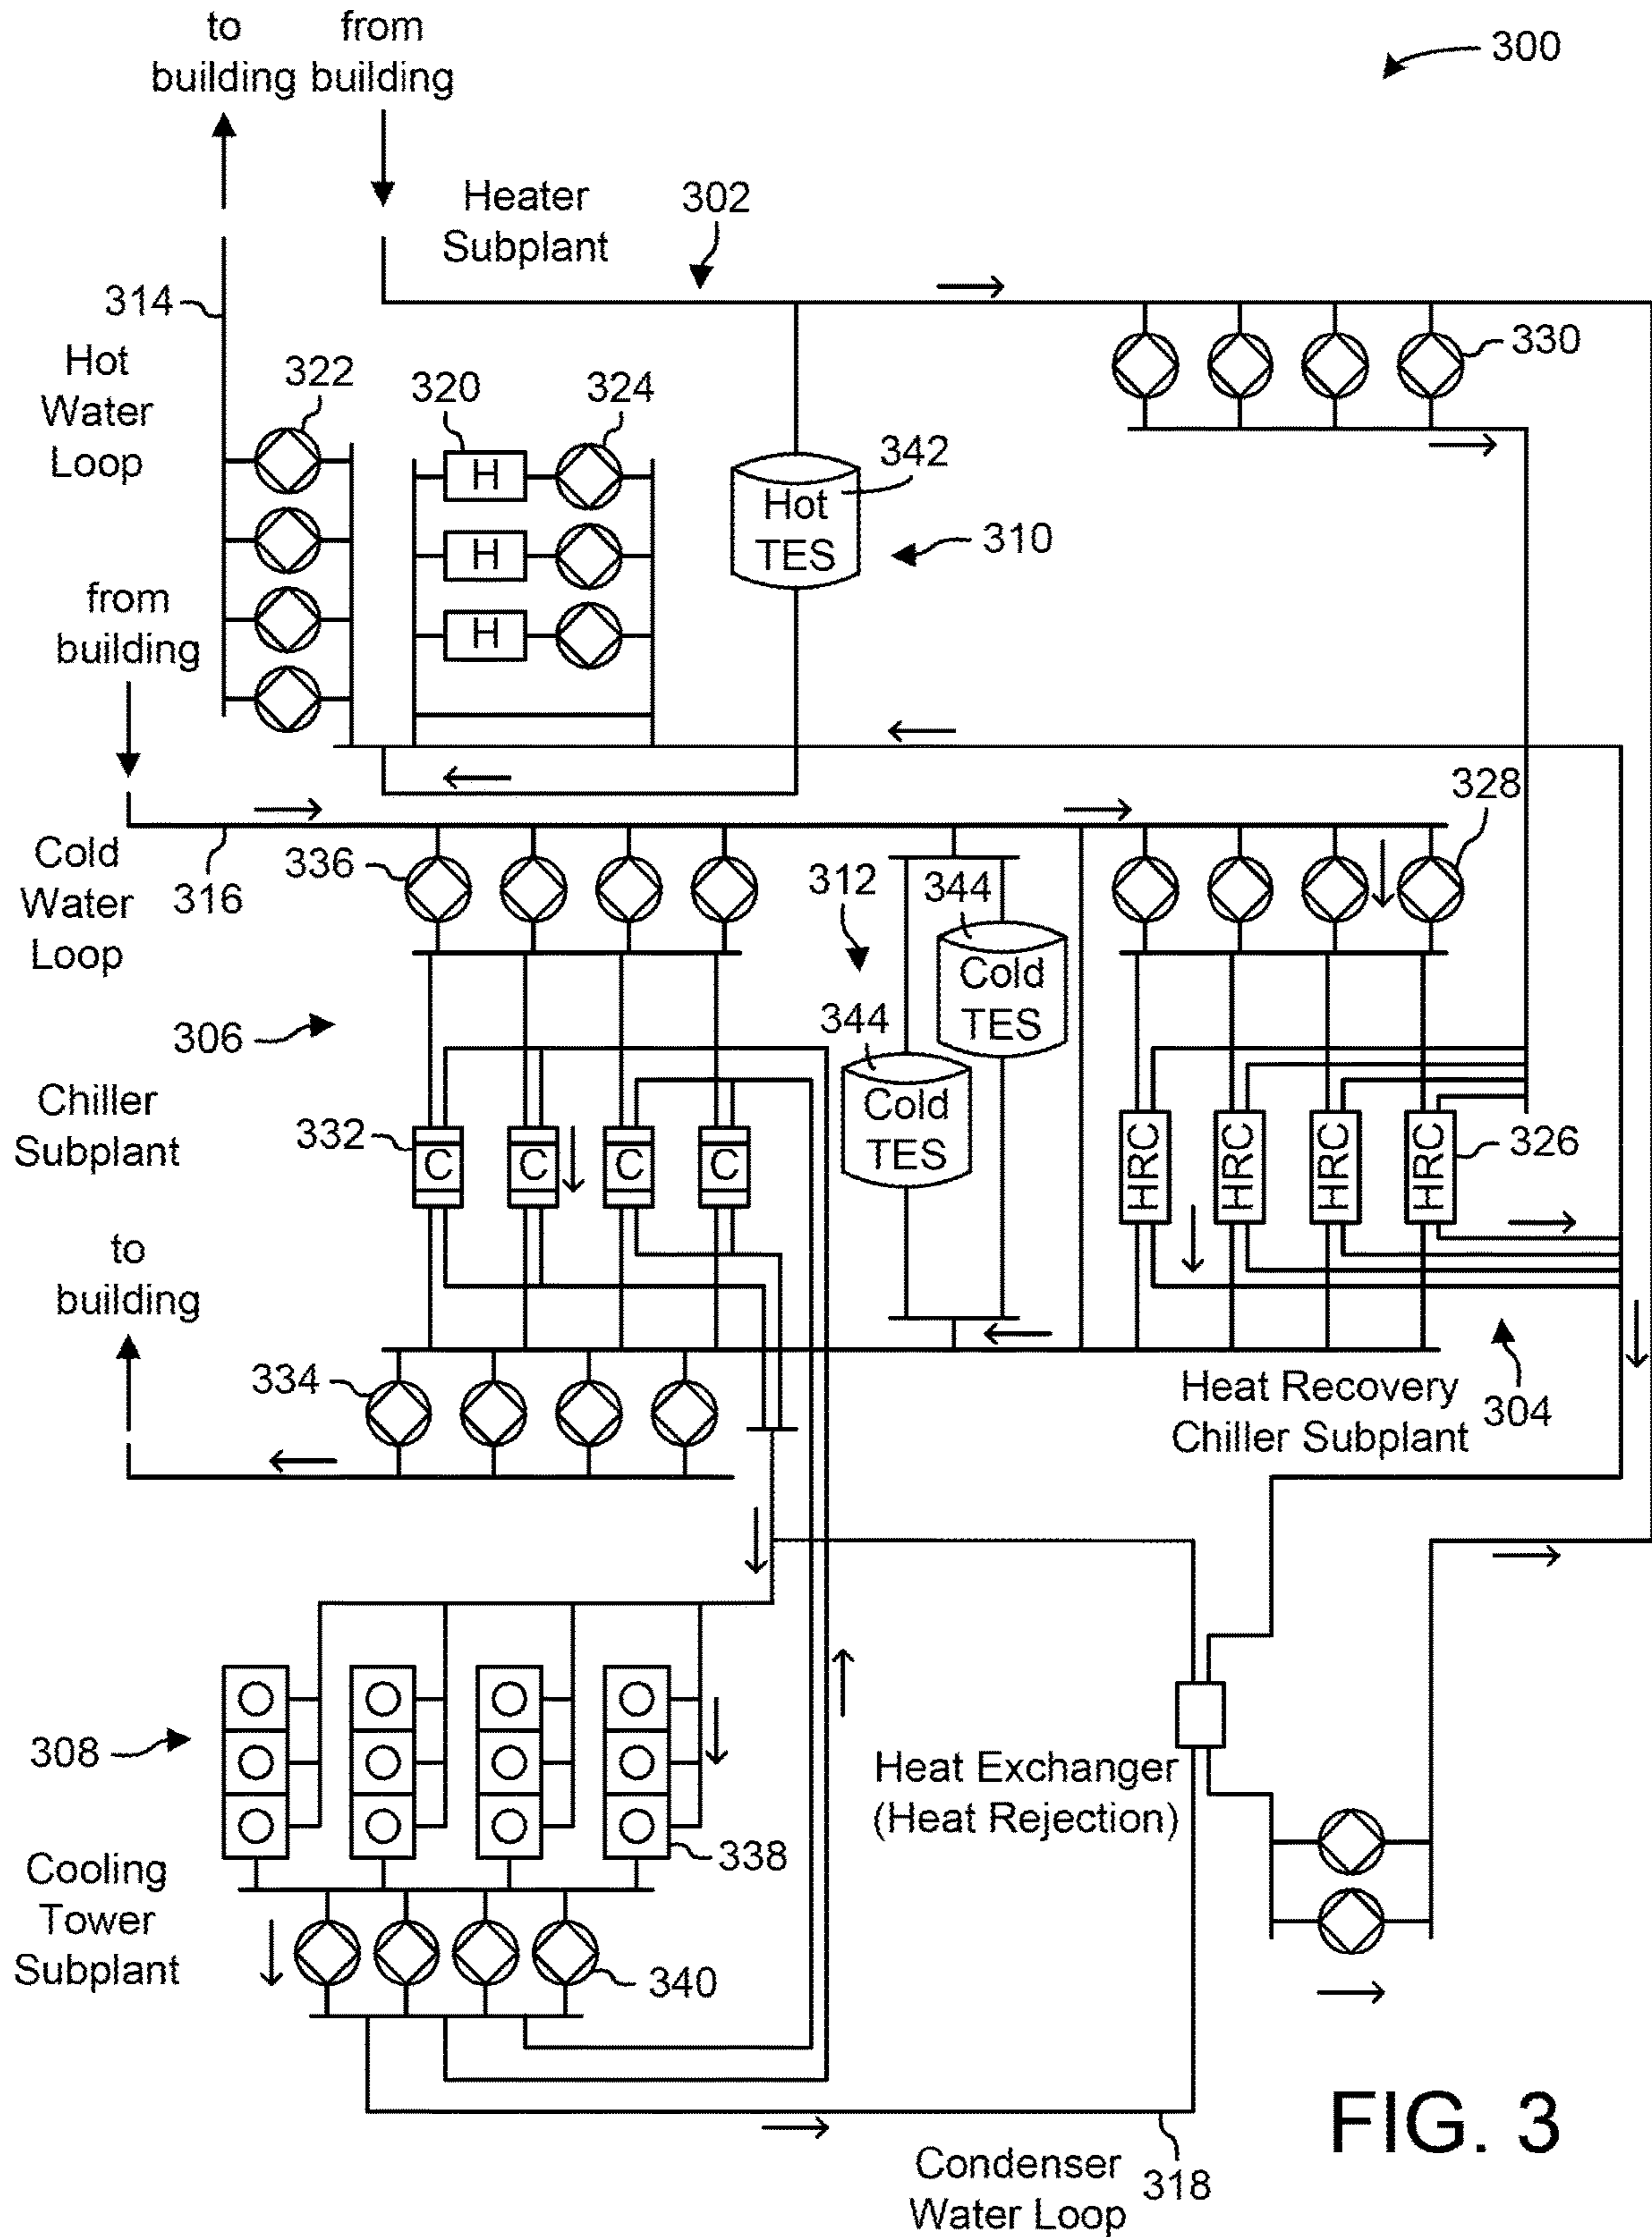 to
building
from
building
300
Heater
Subplant
302
314
Hot
Water
Loop
322
320
324
330
H
H
H
Hot
TES
342
310
from
building
328
316
Cold
Water
Loop
336
312
344
Cold
TES
344
Cold
TES
306
Chiller
Subplant
332
C
C
C
C
HRC
HRC
HRC
HRC
326
to
building
334
Heat Recovery
Chiller Subplant
304
308
Heat Exchanger
(Heat Rejection)
338
Cooling
Tower
Subplant
340
Condenser
Water Loop
318
FIG. 3